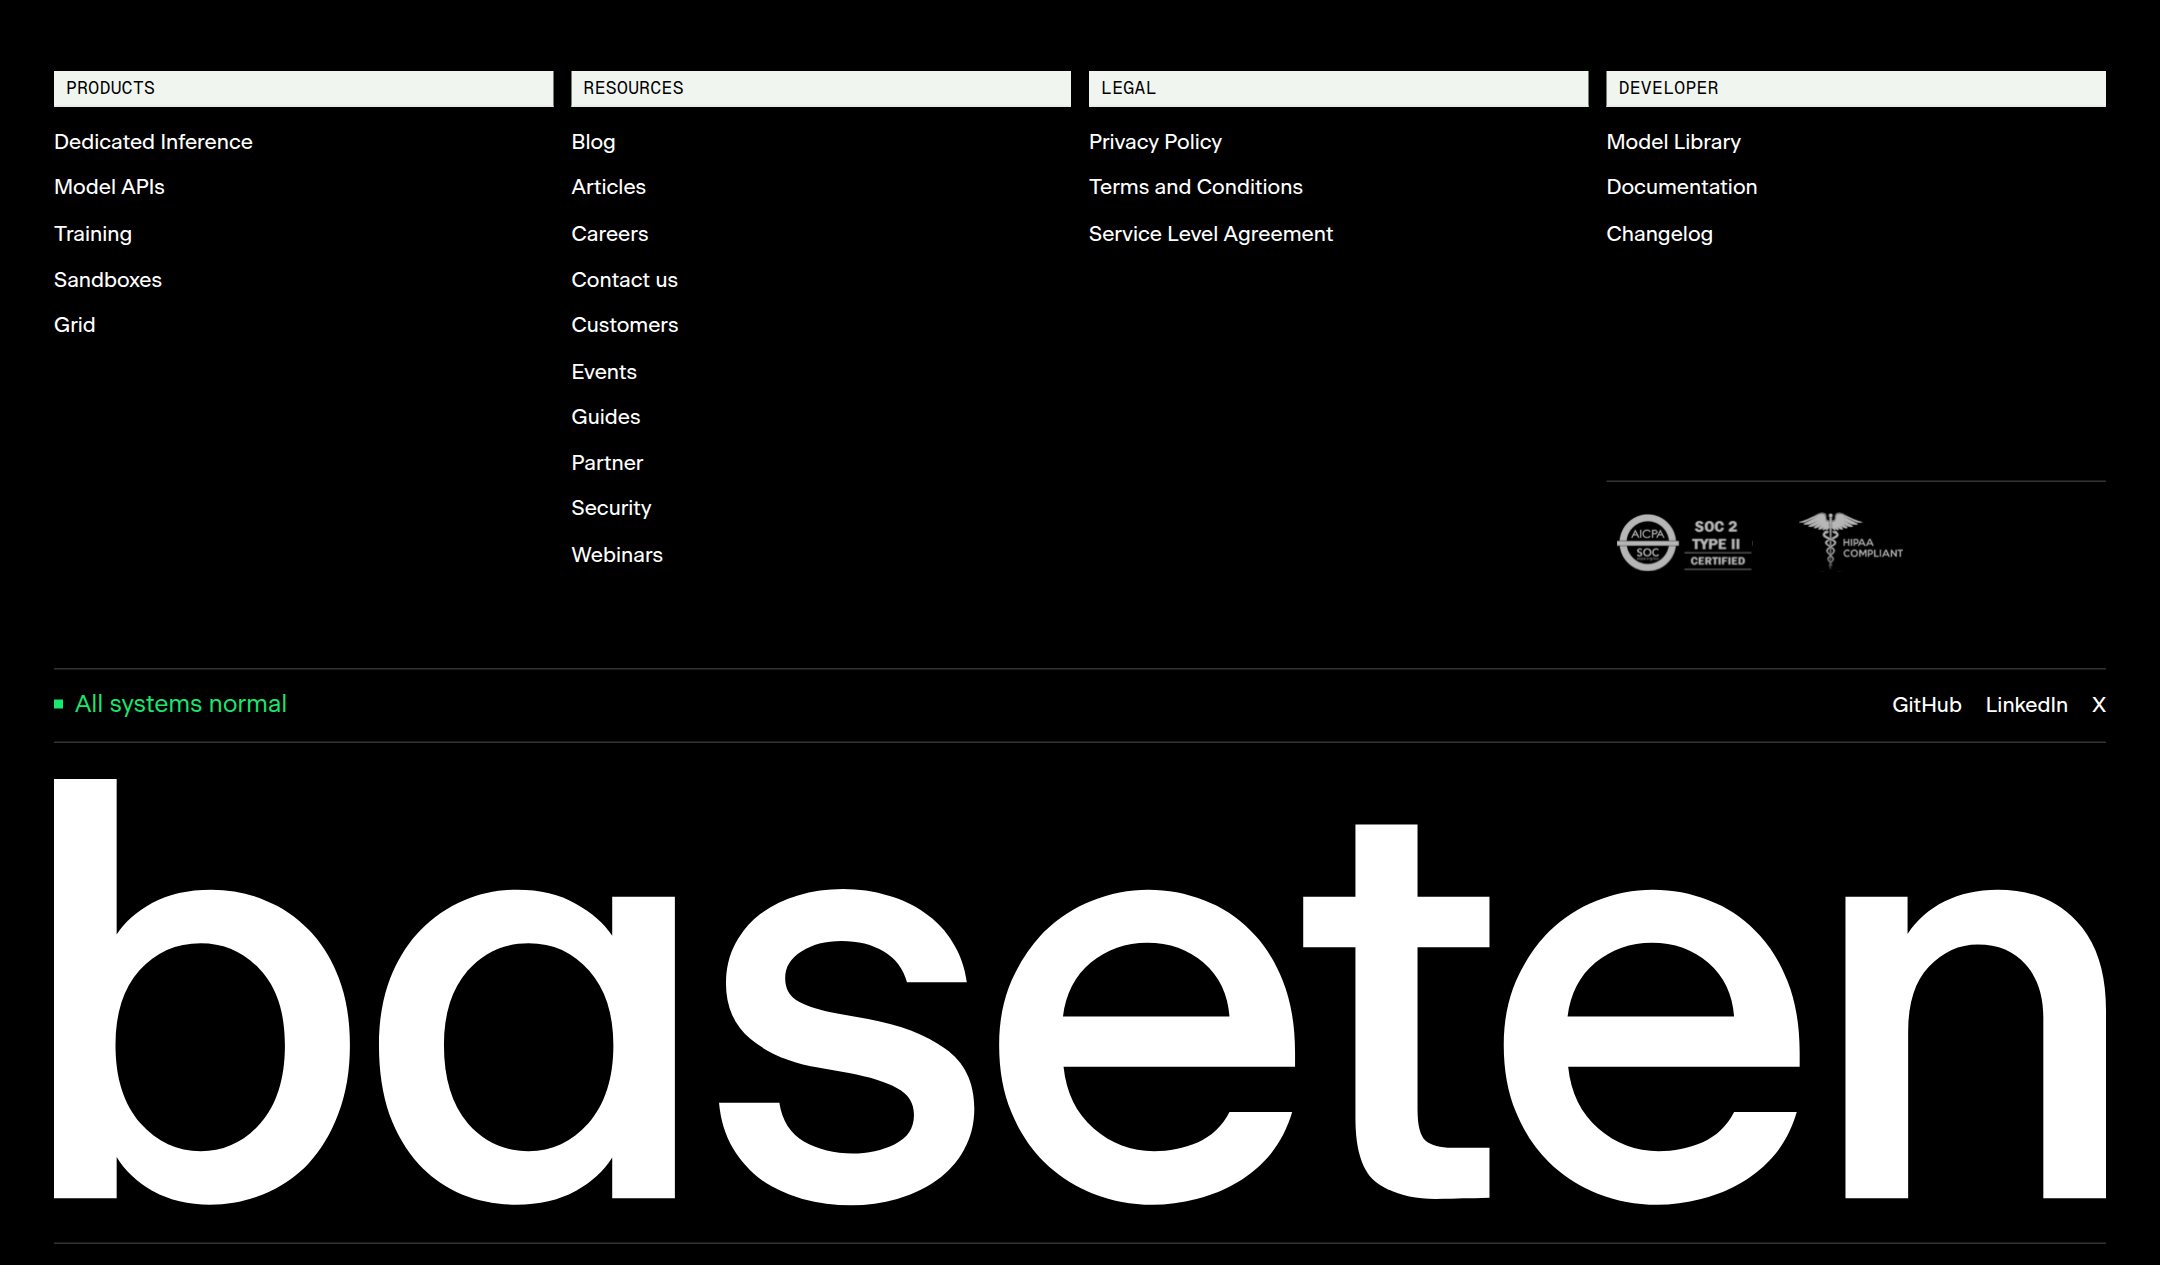 PRODUCTS
Dedicated Inference
Model APIs
Training
Sandboxes
Grid
RESOURCES
Blog
Articles
Careers
Contact us
Customers
Events
Guides
Partner
Security
Webinars
LEGAL
Privacy Policy
Terms and Conditions
Service Level Agreement
DEVELOPER
Model Library
Documentation
Changelog
AICPA
SOC
SOC 2
TYPE II
CERTIFIED
HIPAA
COMPLIANT
All systems normal
GitHub LinkedIn X
baseten